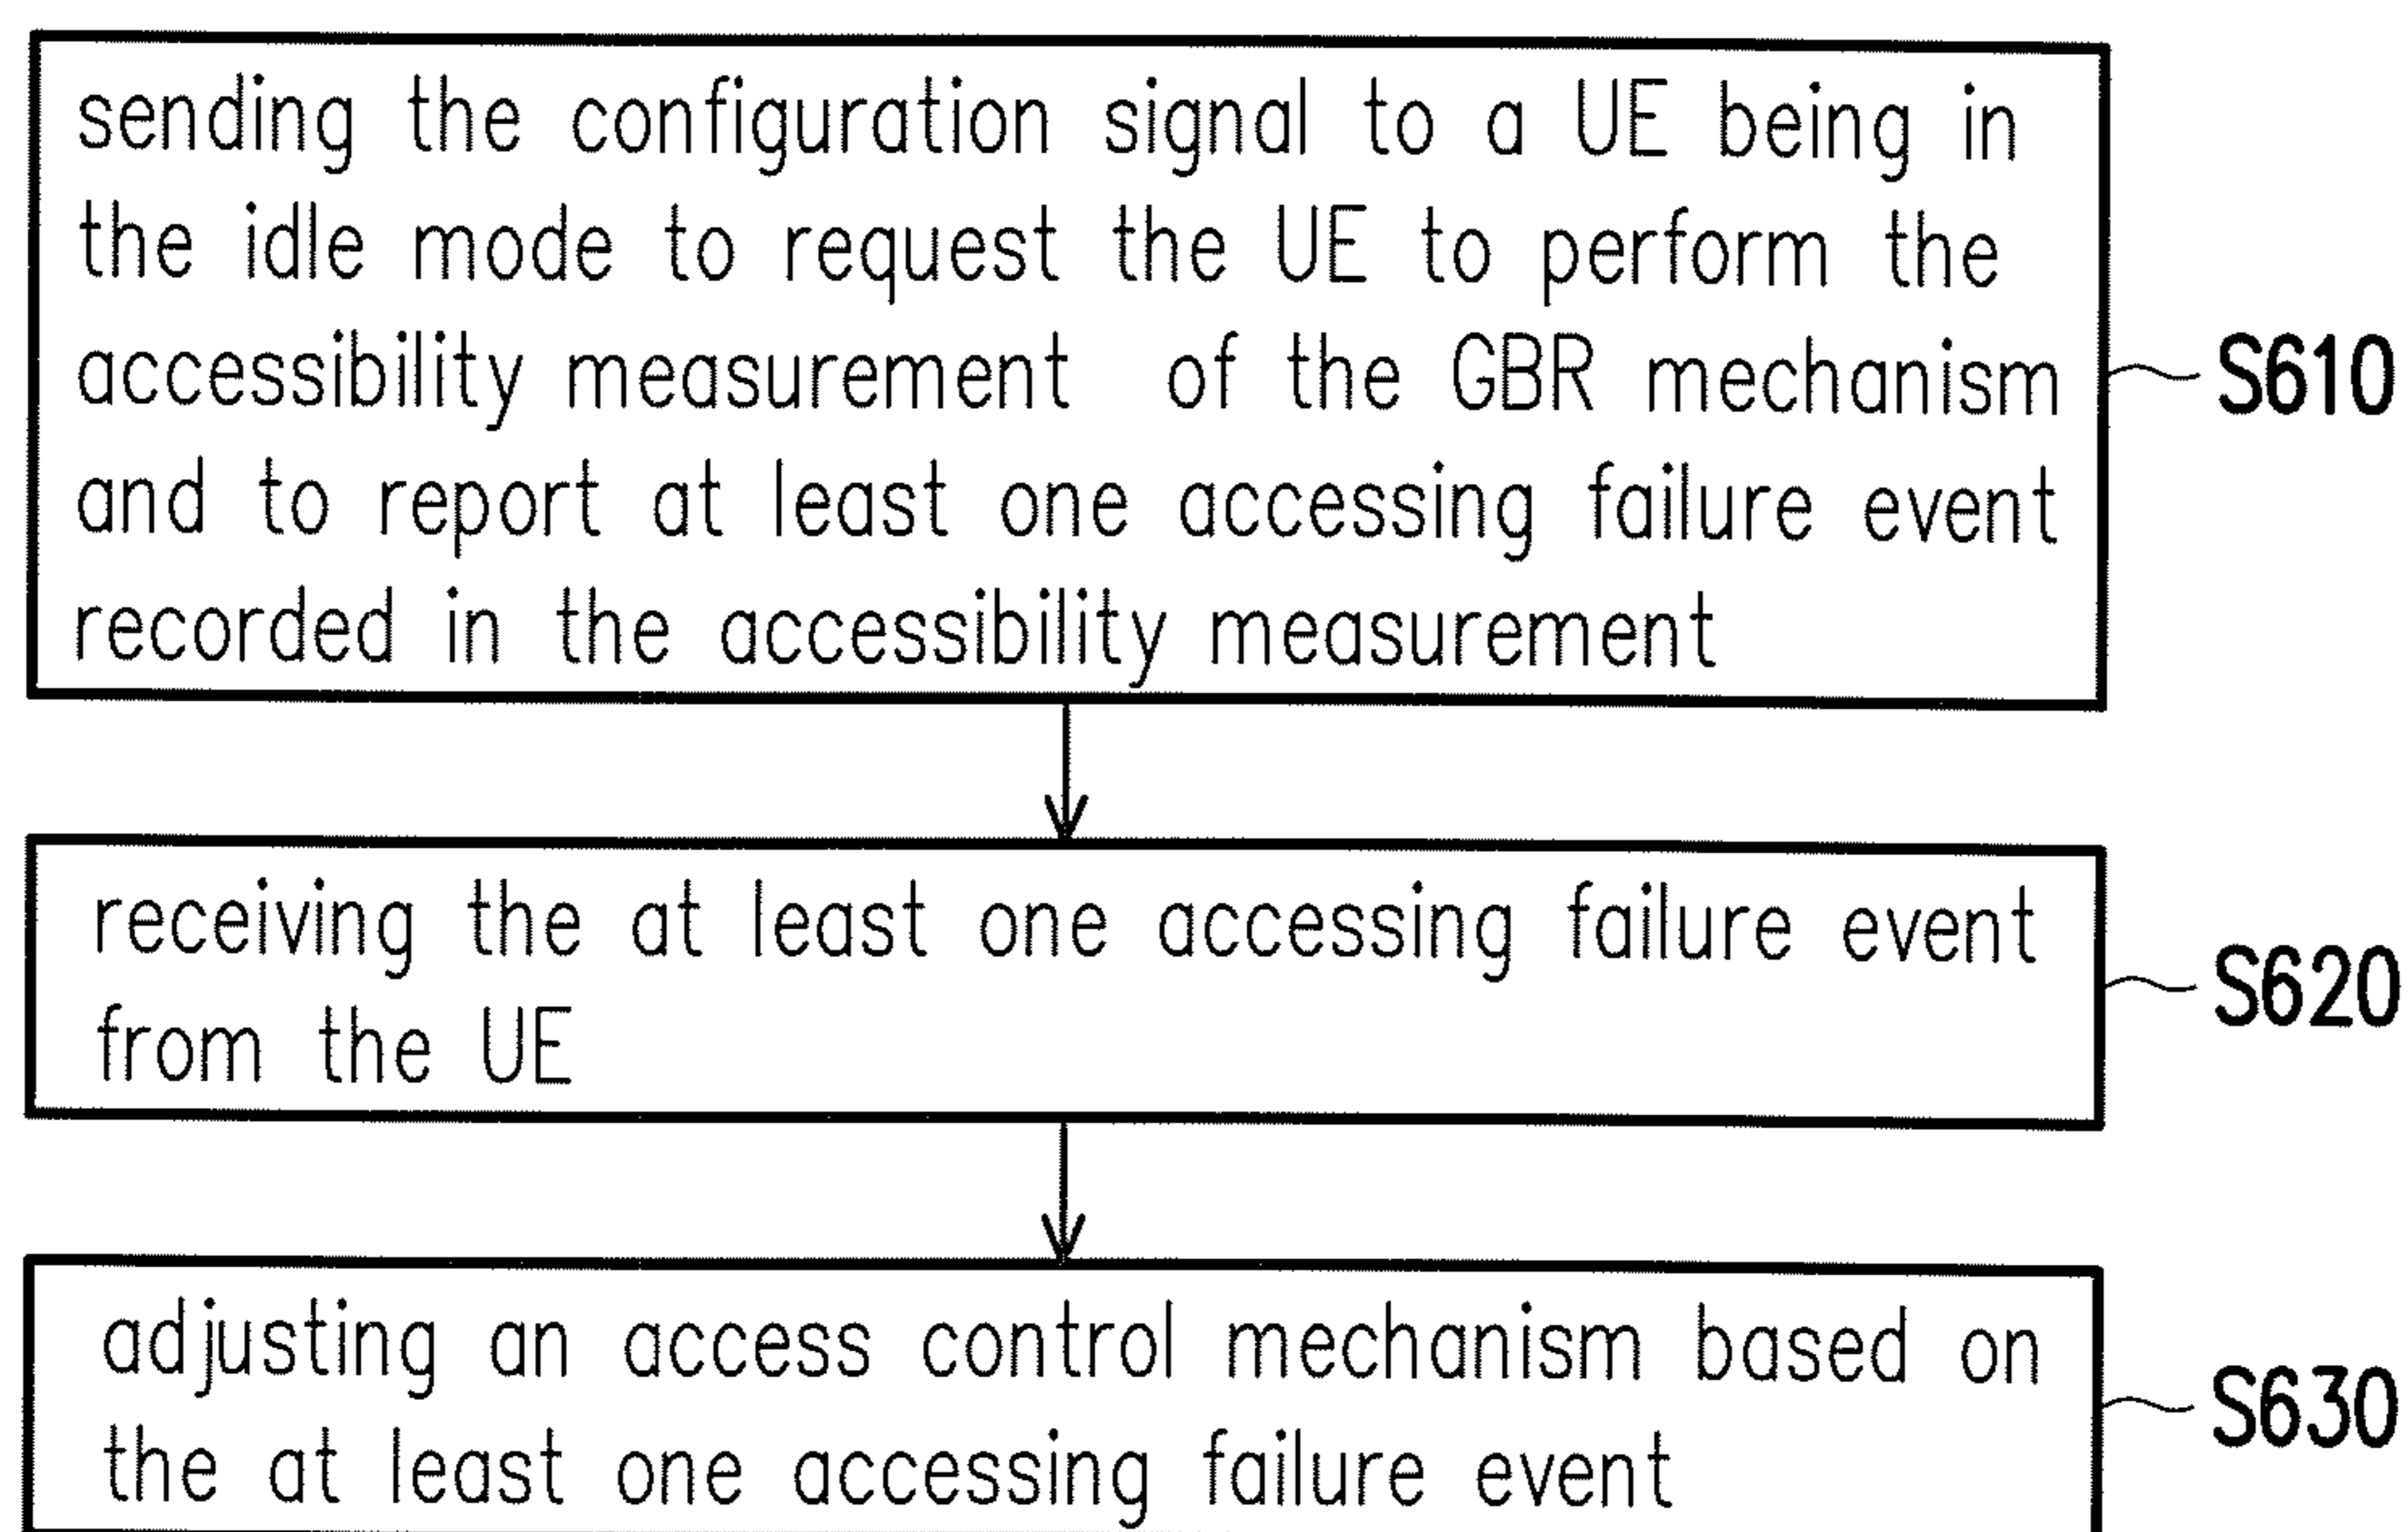 sending the configuration signal to a UE being in
the idle mode to request the UE to perform the
accessibility measurement of the GBR mechanism
and to report at least one accessing failure event
recorded in the accessibility measurement
S610
receiving the at least one accessing failure event
from the UE
S620
adjusting an access control mechanism based on
the at least one accessing failure event
S630